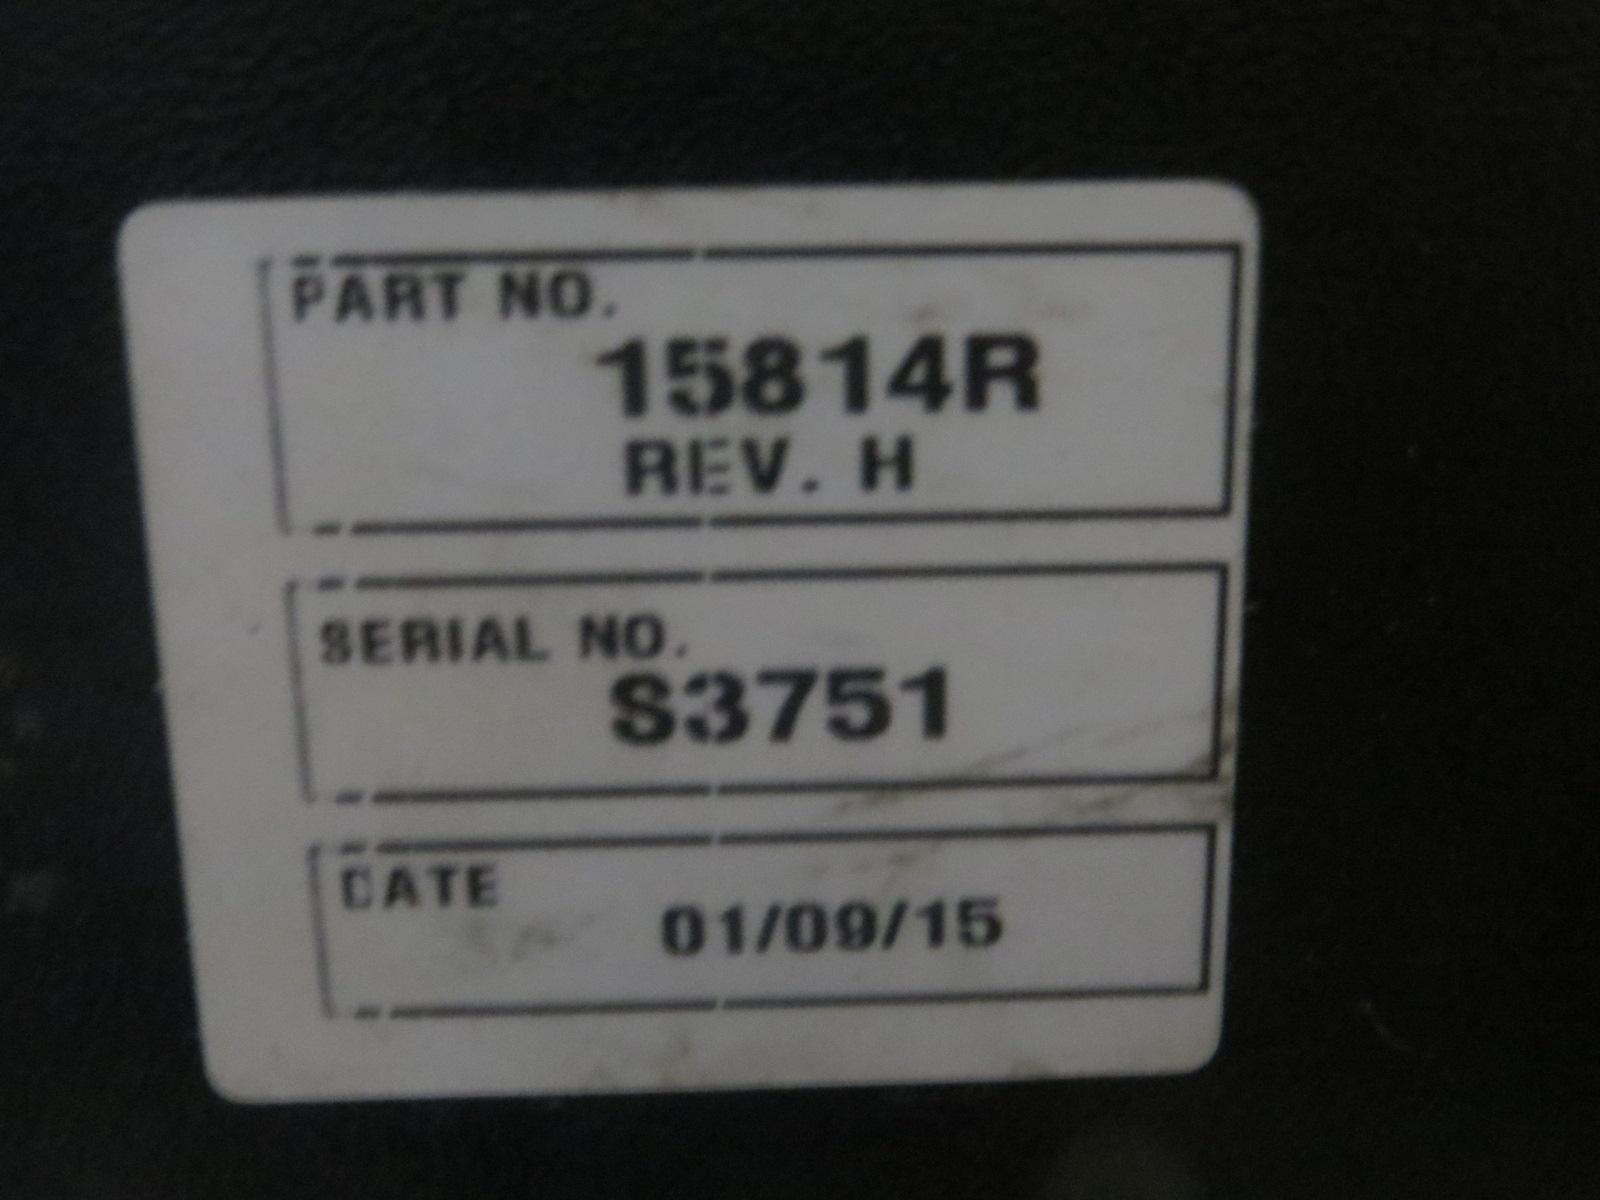 PART NO.
15814R
REV. H
SERIAL NO.
S3751
DATE
01/09/15